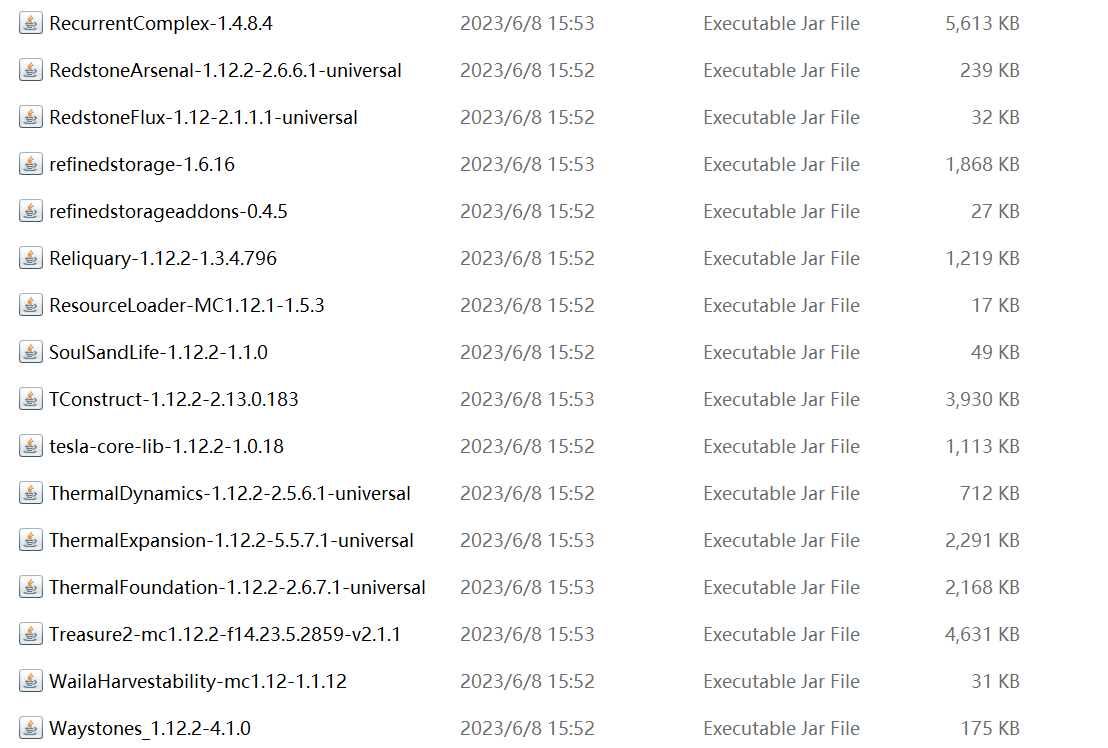 RecurrentComplex-1.4.8.4 2023/6/8 15:53 Executable Jar File 5,613 KB
RedstoneArsenal-1.12.2-2.6.6.1-universal 2023/6/8 15:52 Executable Jar File 239 KB
RedstoneFlux-1.12-2.1.1.1-universal 2023/6/8 15:52 Executable Jar File 32 KB
refinedstorage-1.6.16 2023/6/8 15:53 Executable Jar File 1,868 KB
refinedstorageaddons-0.4.5 2023/6/8 15:52 Executable Jar File 27 KB
Reliquary-1.12.2-1.3.4.796 2023/6/8 15:52 Executable Jar File 1,219 KB
ResourceLoader-MC1.12.1-1.5.3 2023/6/8 15:52 Executable Jar File 17 KB
SoulSandLife-1.12.2-1.1.0 2023/6/8 15:52 Executable Jar File 49 KB
TConstruct-1.12.2-2.13.0.183 2023/6/8 15:53 Executable Jar File 3,930 KB
tesla-core-lib-1.12.2-1.0.18 2023/6/8 15:52 Executable Jar File 1,113 KB
ThermalDynamics-1.12.2-2.5.6.1-universal 2023/6/8 15:52 Executable Jar File 712 KB
ThermalExpansion-1.12.2-5.5.7.1-universal 2023/6/8 15:53 Executable Jar File 2,291 KB
ThermalFoundation-1.12.2-2.6.7.1-universal 2023/6/8 15:53 Executable Jar File 2,168 KB
Treasure2-mc1.12.2-f14.23.5.2859-v2.1.1 2023/6/8 15:53 Executable Jar File 4,631 KB
WailaHarvestability-mc1.12-1.1.12 2023/6/8 15:52 Executable Jar File 31 KB
Waystones_1.12.2-4.1.0 2023/6/8 15:52 Executable Jar File 175 KB